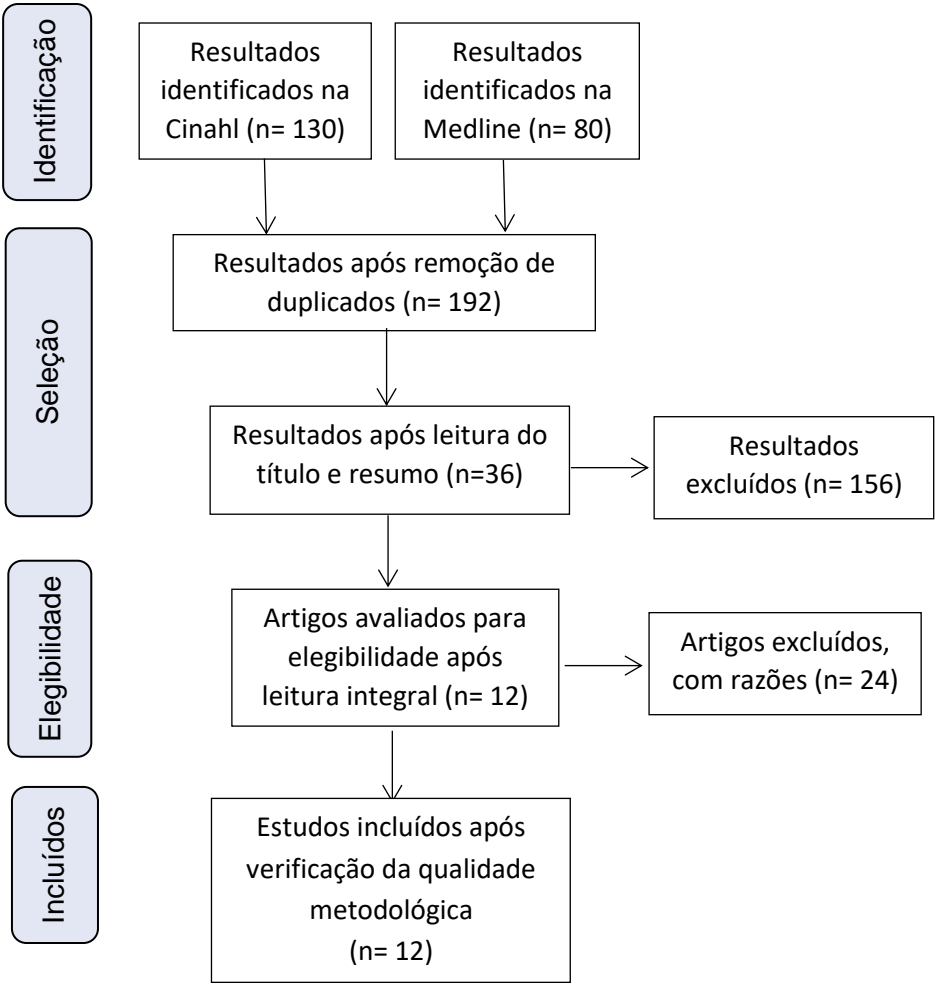 Identificação
Resultados
identificados na
Cinahl (n= 130)
Resultados
identificados na
Medline (n= 80)
Seleção
Resultados após remoção de
duplicados (n= 192)
Resultados após leitura do
título e resumo (n=36)
Resultados
excluídos (n= 156)
Elegibilidade
Artigos avaliados para
elegibilidade após
leitura integral (n= 12)
Artigos excluídos,
com razões (n= 24)
Incluídos
Estudos incluídos após
verificação da qualidade
metodológica
(n= 12)